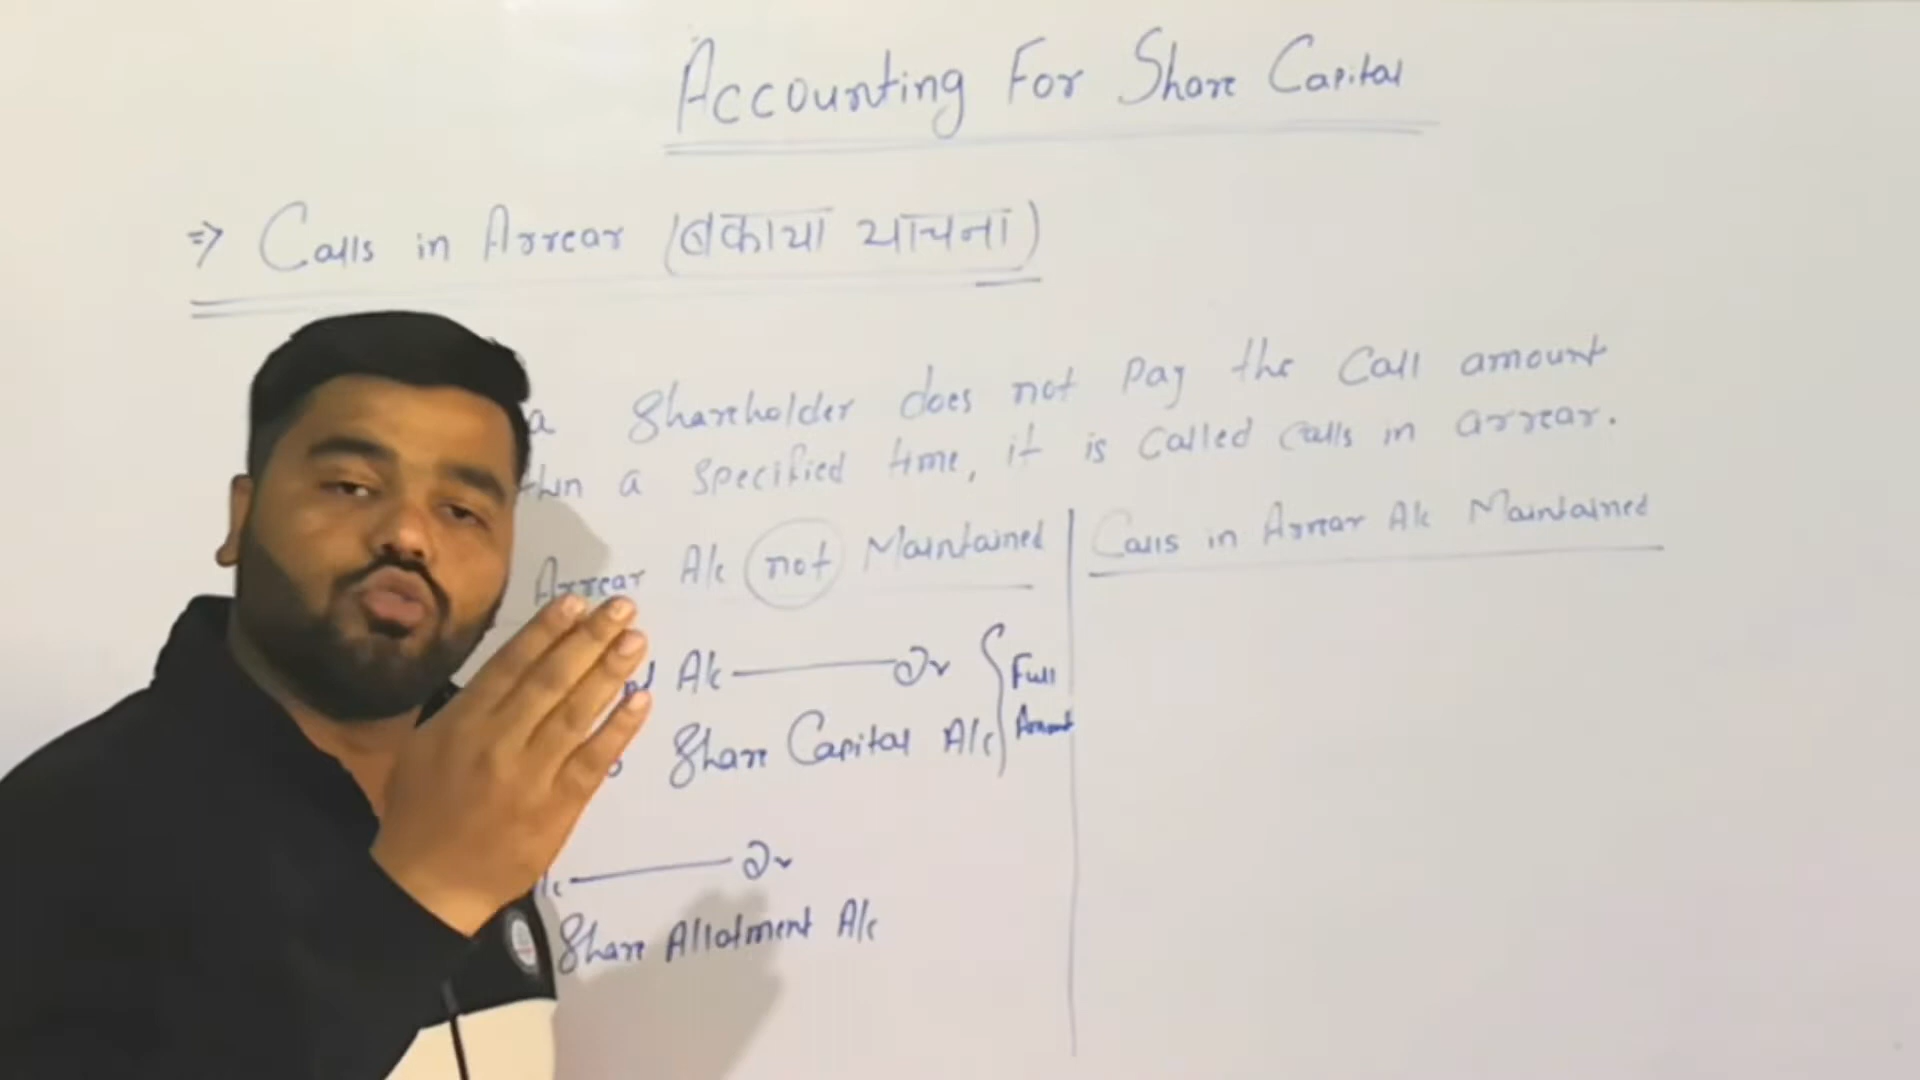 Accounting For Share Capital
=> Calls in Arrear (बकाया याचना)
a Shareholder does not pay the call amount
a specified time, it is called calls in arrear.
Arrear A/c not Maintained
Calls in Arrear A/c Maintained
A/c Dr
Full
Share Capital A/c
Dr
Share Allotment A/c